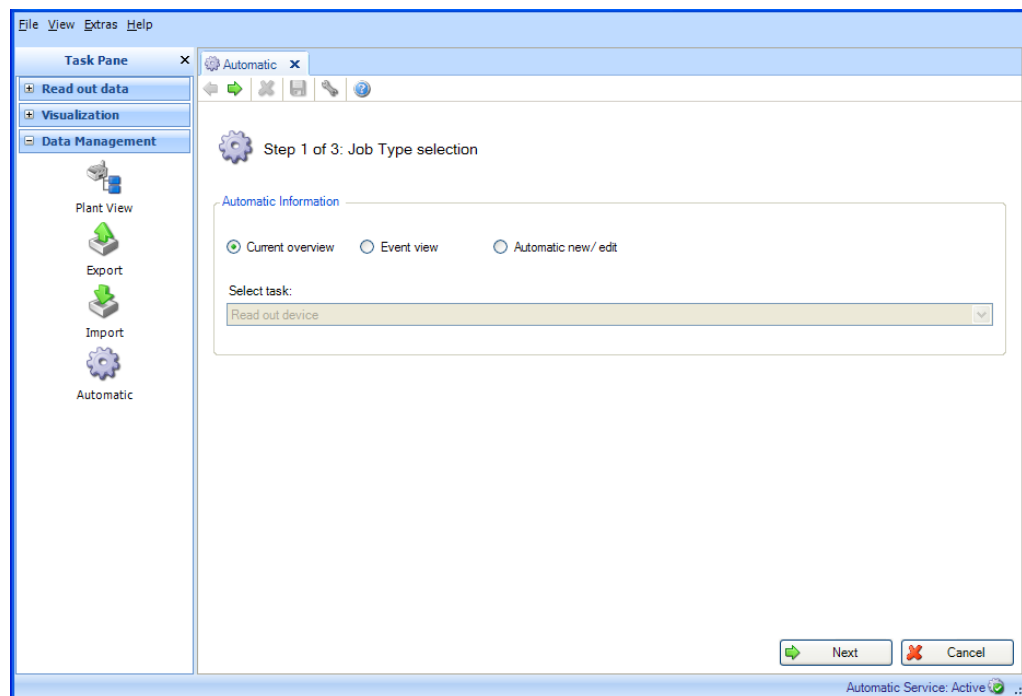 File View Extras Help
Task Pane
Read out data
Visualization
Data Management
Plant View
Export
Import
Automatic
Automatic
Step 1 of 3: Job Type selection
Automatic Information
Current overview Event view Automatic new/ edit
Select task:
Read out device
Next Cancel
Automatic Service: Active